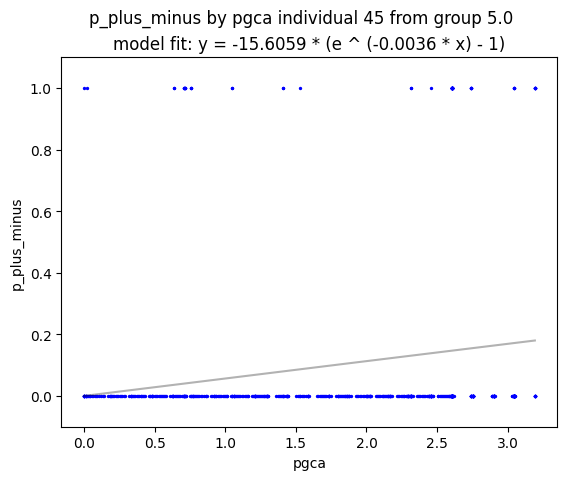 p_plus_minus by pgca individual 45 from group 5.0
model fit: y = -15.6059 * (e ^ (-0.0036 * x) - 1)
1.0
0.8
0.6
0.4
0.2
0.0
p_plus_minus
0.0 0.5 1.0 1.5 2.0 2.5 3.0
pgca